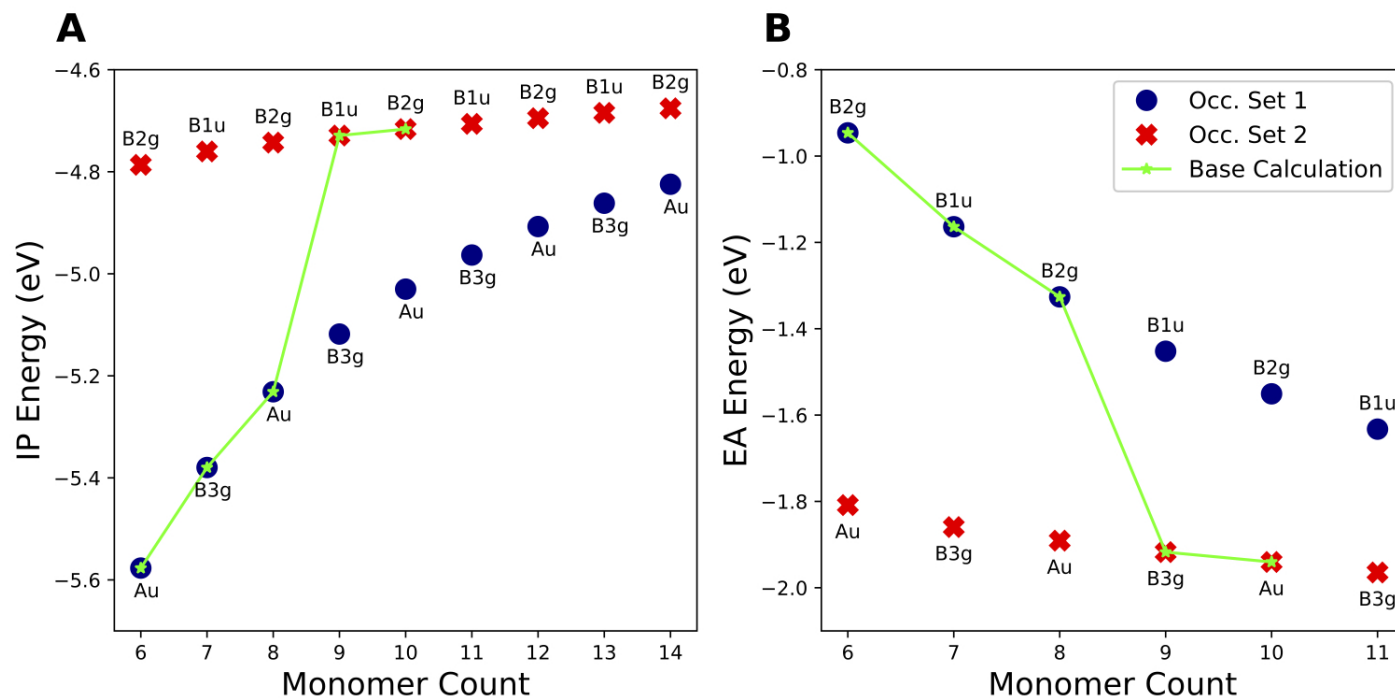 A
B
IP Energy (eV)
−4.6
−4.8
−5.0
−5.2
−5.4
−5.6
B2g
B1u
B2g
B1u
B2g
B1u
B2g
B1u
B2g
Au
B3g
Au
B3g
Au
B3g
Au
B3g
Au
6 7 8 9 10 11 12 13 14
Monomer Count
EA Energy (eV)
−0.8
−1.0
−1.2
−1.4
−1.6
−1.8
−2.0
Occ. Set 1
Occ. Set 2
Base Calculation
B2g
B1u
B2g
B1u
B2g
B1u
Au
B3g
Au
B3g
Au
B3g
6 7 8 9 10 11
Monomer Count